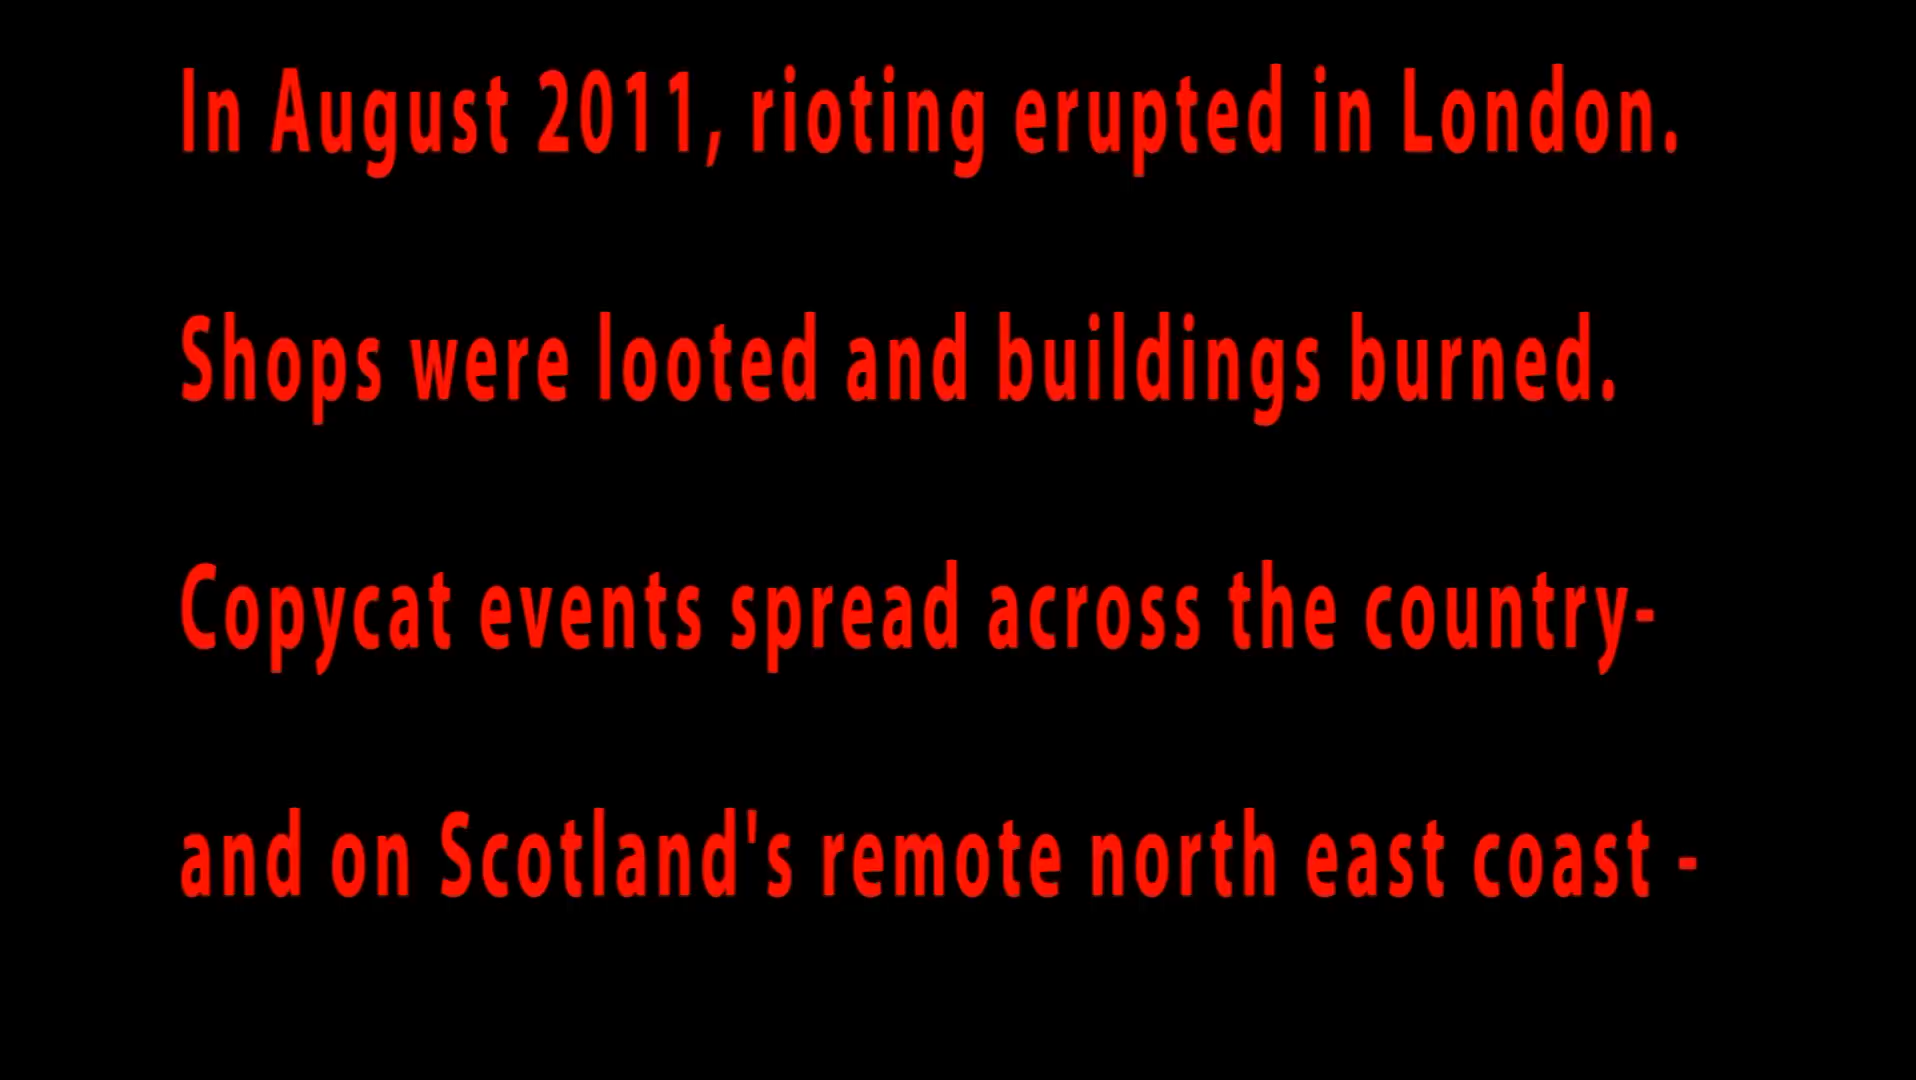 In August 2011, rioting erupted in London.
Shops were looted and buildings burned.
Copycat events spread across the country-
and on Scotland's remote north east coast -